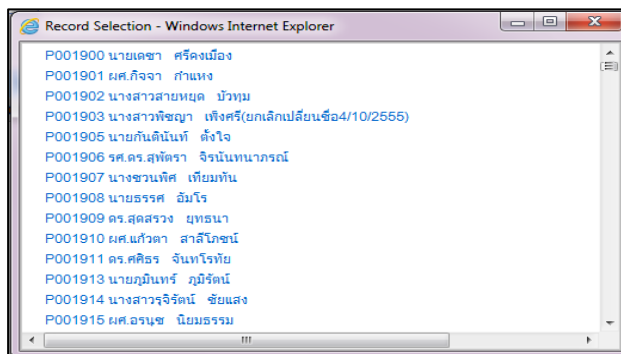 Record Selection - Windows Internet Explorer
P001900 นายเดชา ศรีคงเมือง
P001901 ผศ.กิจจา กำแหง
P001902 นางสาวสายหยุด บัวทุม
P001903 นางสาวพิชญา เพ็งศรี(ยกเลิกเปลี่ยนชื่อ4/10/2555)
P001905 นายกันตินันท์ ตั้งใจ
P001906 รศ.ดร.สุพัตรา จิรนันทนาภรณ์
P001907 นางชวนพิศ เทียมทัน
P001908 นายธรรศ อัมโร
P001909 ดร.สุดสรวง ยุทธนา
P001910 ผศ.แก้วตา สาลีโภชน์
P001911 ดร.ศศิธร จันทโรทัย
P001913 นายภูมินทร์ ภูมิรัตน์
P001914 นางสาวรุจิรัตน์ ชัยแสง
P001915 ผศ.อรนุช นิยมธรรม